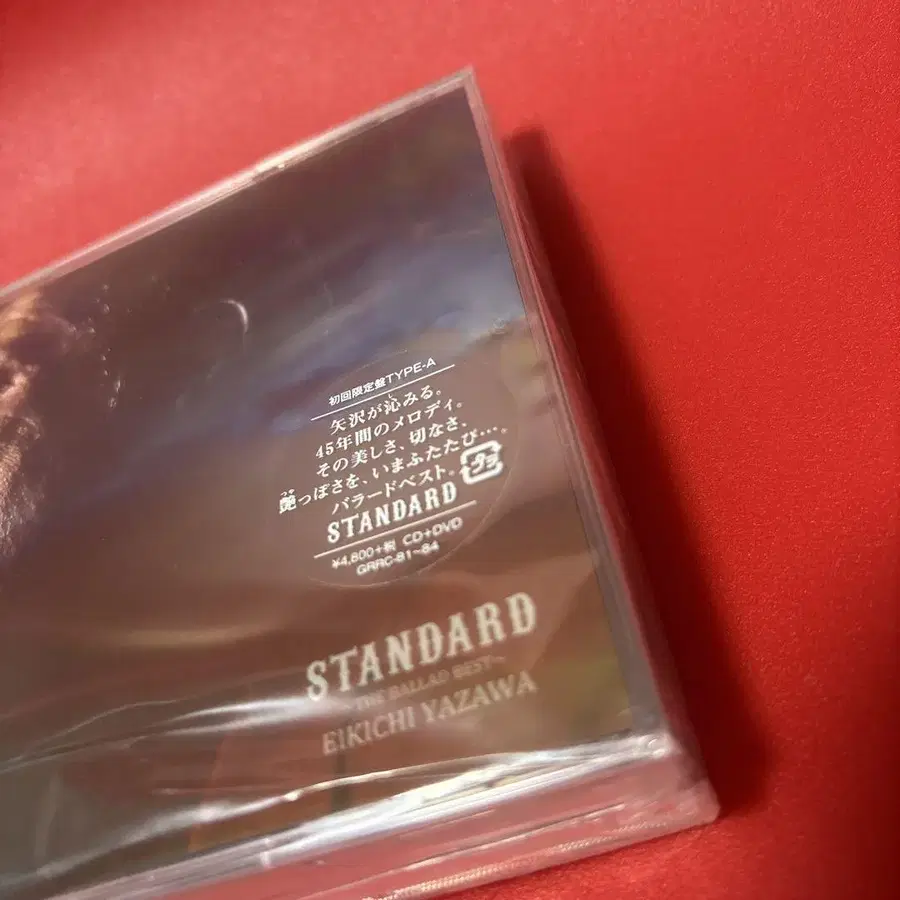 初回限定盤TYPE-A
矢沢が沁みる。
45年間のメロディ。
その美しさ、切なさ、
艶っぽさを、いまふたたび…。
バラードベスト。
STANDARD
¥4,800+税 CD+DVD
GRRC-81~84
STANDARD
~THE BALLAD BEST~
EIKICHI YAZAWA